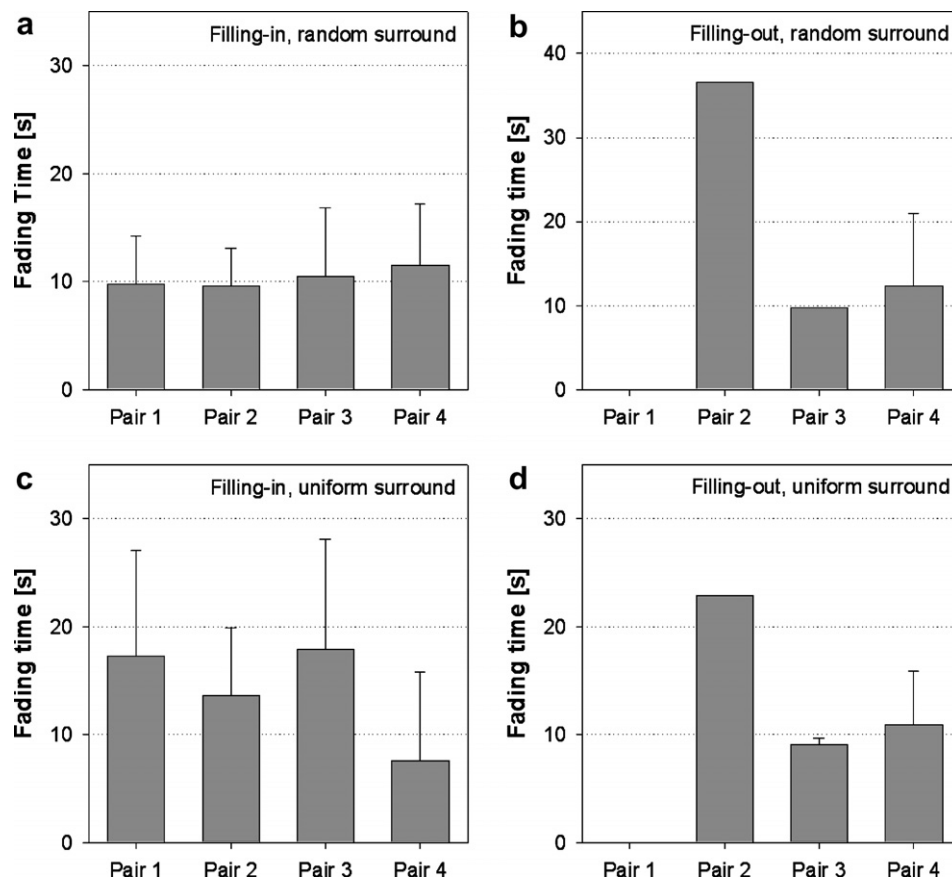 a
Filling-in, random surround
Fading Time [s]
30
20
10
0
Pair 1 Pair 2 Pair 3 Pair 4
b
Filling-out, random surround
Fading time [s]
40
30
20
10
0
Pair 1 Pair 2 Pair 3 Pair 4
c
Filling-in, uniform surround
Fading time [s]
30
20
10
0
Pair 1 Pair 2 Pair 3 Pair 4
d
Filling-out, uniform surround
Fading time [s]
30
20
10
0
Pair 1 Pair 2 Pair 3 Pair 4